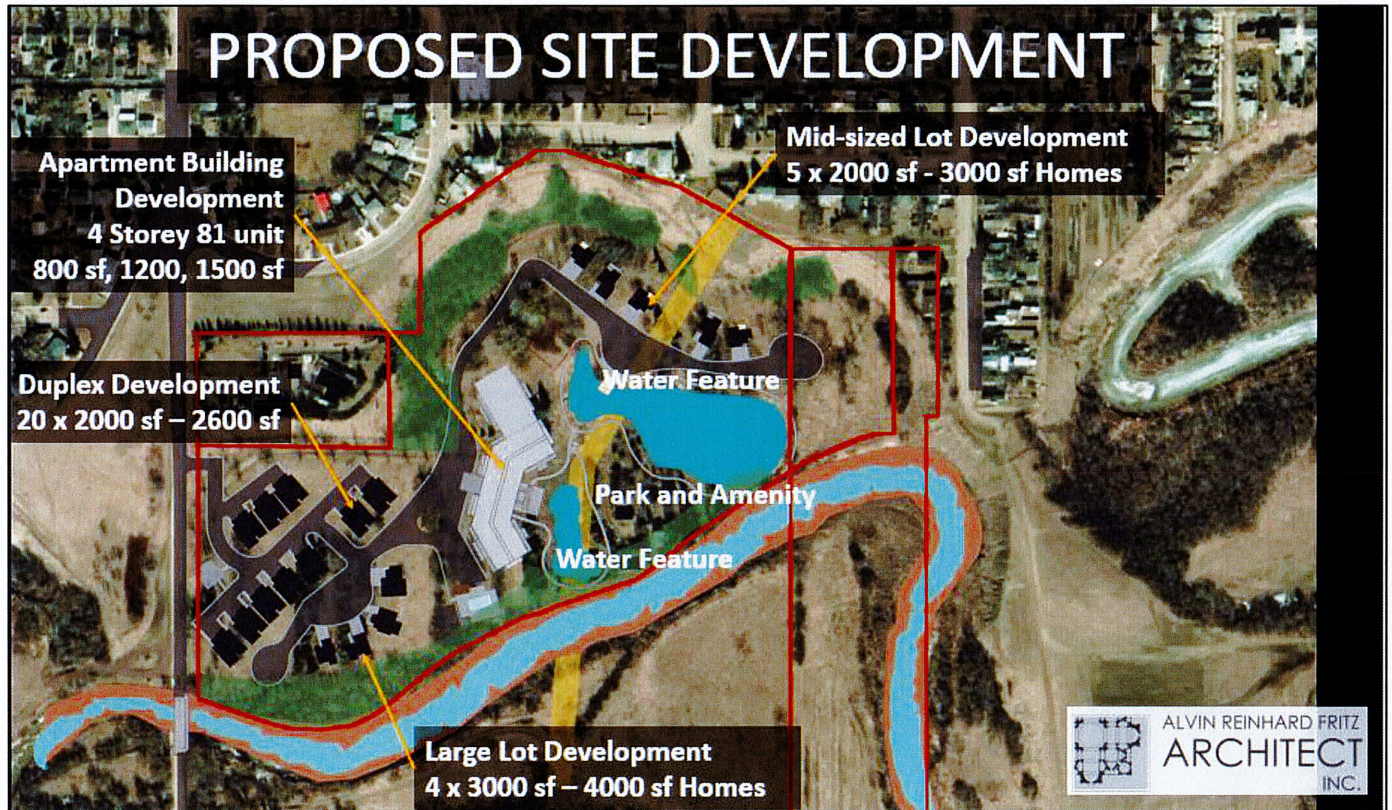 PROPOSED SITE DEVELOPMENT
Apartment Building
Development
4 Storey 81 unit
800 sf, 1200, 1500 sf
Mid-sized Lot Development
5 x 2000 sf - 3000 sf Homes
Duplex Development
20 x 2000 sf – 2600 sf
Water Feature
Park and Amenity
Water Feature
Large Lot Development
4 x 3000 sf – 4000 sf Homes
ALVIN REINHARD FRITZ
ARCHITECT
INC.